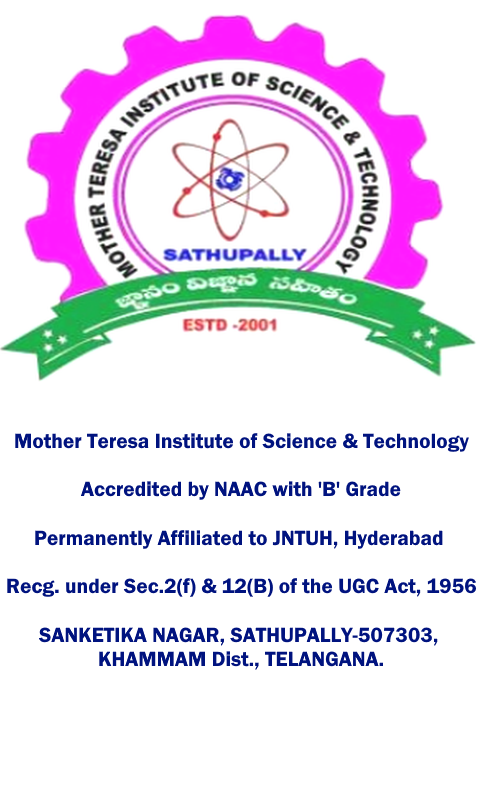 MOTHER TERESA INSTITUTE OF SCIENCE & TECHNOLOGY
SATHUPALLY
జ్ఞానం విజ్ఞాన సహితం
ESTD -2001
Mother Teresa Institute of Science & Technology
Accredited by NAAC with 'B' Grade
Permanently Affiliated to JNTUH, Hyderabad
Recg. under Sec.2(f) & 12(B) of the UGC Act, 1956
SANKETIKA NAGAR, SATHUPALLY-507303,
KHAMMAM Dist., TELANGANA.